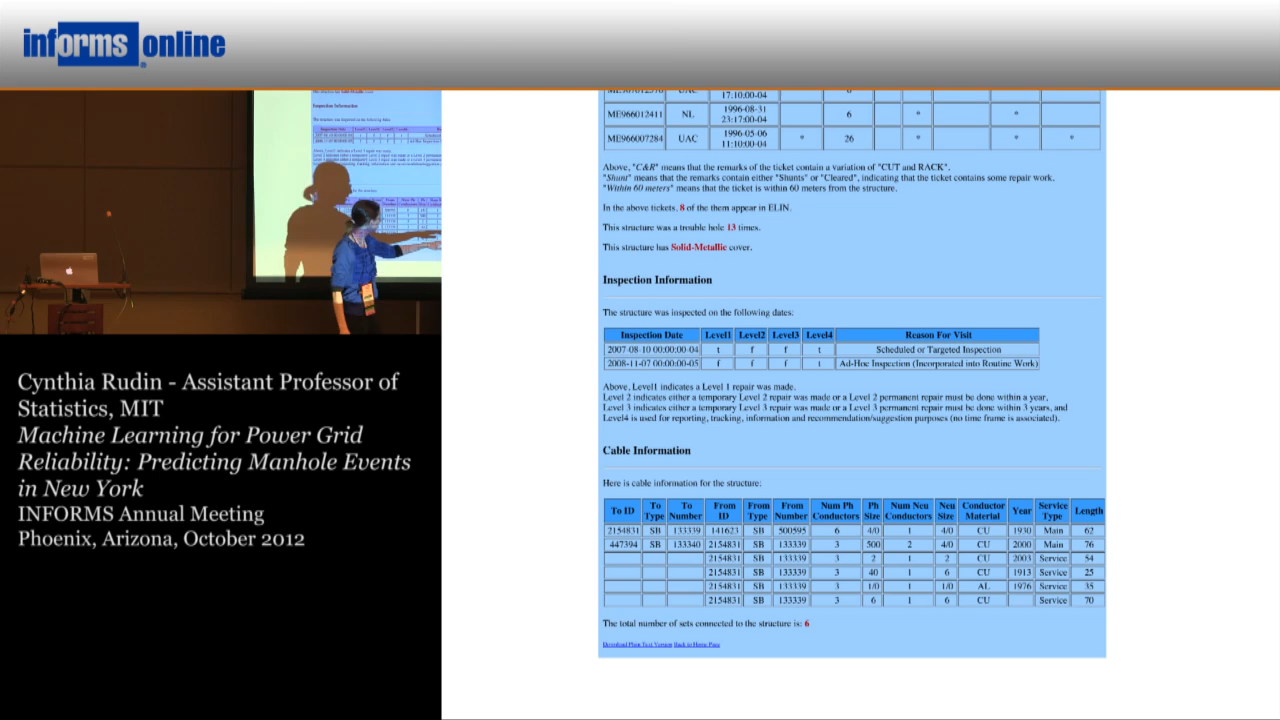 informs online
17:10:00-04
ME966012411 NL 1996-08-31 23:17:00-04 6 * *
ME966007284 UAC 1996-05-06 11:10:00-04 * 26 * * *
Above, "C&R" means that the remarks of the ticket contain a variation of "CUT and RACK".
"Shunt" means that the remarks contain either "Shunts" or "Cleared", indicating that the ticket contains some repair work.
"Within 60 meters" means that the ticket is within 60 meters from the structure.
In the above tickets, 8 of them appear in ELIN.
This structure was a trouble hole 13 times.
This structure has Solid-Metallic cover.
Inspection Information
The structure was inspected on the following dates:
Inspection Date Level1 Level2 Level3 Level4 Reason For Visit
2007-08-10 00:00:00-04 t f f t Scheduled or Targeted Inspection
2008-11-07 00:00:00-05 f f f t Ad-Hoc Inspection (Incorporated into Routine Work)
Above, Level1 indicates a Level 1 repair was made.
Level 2 indicates either a temporary Level 2 repair was made or a Level 2 permanent repair must be done within a year,
Level 3 indicates either a temporary Level 3 repair was made or a Level 3 permanent repair must be done within 3 years, and
Level4 is used for reporting, tracking, information and recommendation/suggestion purposes (no time frame is associated).
Cable Information
Here is cable information for the structure:
To ID To Type To Number From ID From Type From Number Num Ph Conductors Ph Size Num Neu Conductors Neu Size Conductor Material Year Service Type Length
2154831 SB 133339 141623 SB 500595 6 4/0 1 4/0 CU 1930 Main 62
447394 SB 133340 2154831 SB 133339 3 500 2 4/0 CU 2000 Main 76
2154831 SB 133339 3 2 1 2 CU 2003 Service 54
2154831 SB 133339 3 40 1 6 CU 1913 Service 25
2154831 SB 133339 3 1/0 1 1/0 AL 1976 Service 35
2154831 SB 133339 3 6 1 6 CU Service 70
The total number of sets connected to the structure is: 6
Download Plain Text Version Back to Home Page
Cynthia Rudin - Assistant Professor of
Statistics, MIT
Machine Learning for Power Grid
Reliability: Predicting Manhole Events
in New York
INFORMS Annual Meeting
Phoenix, Arizona, October 2012